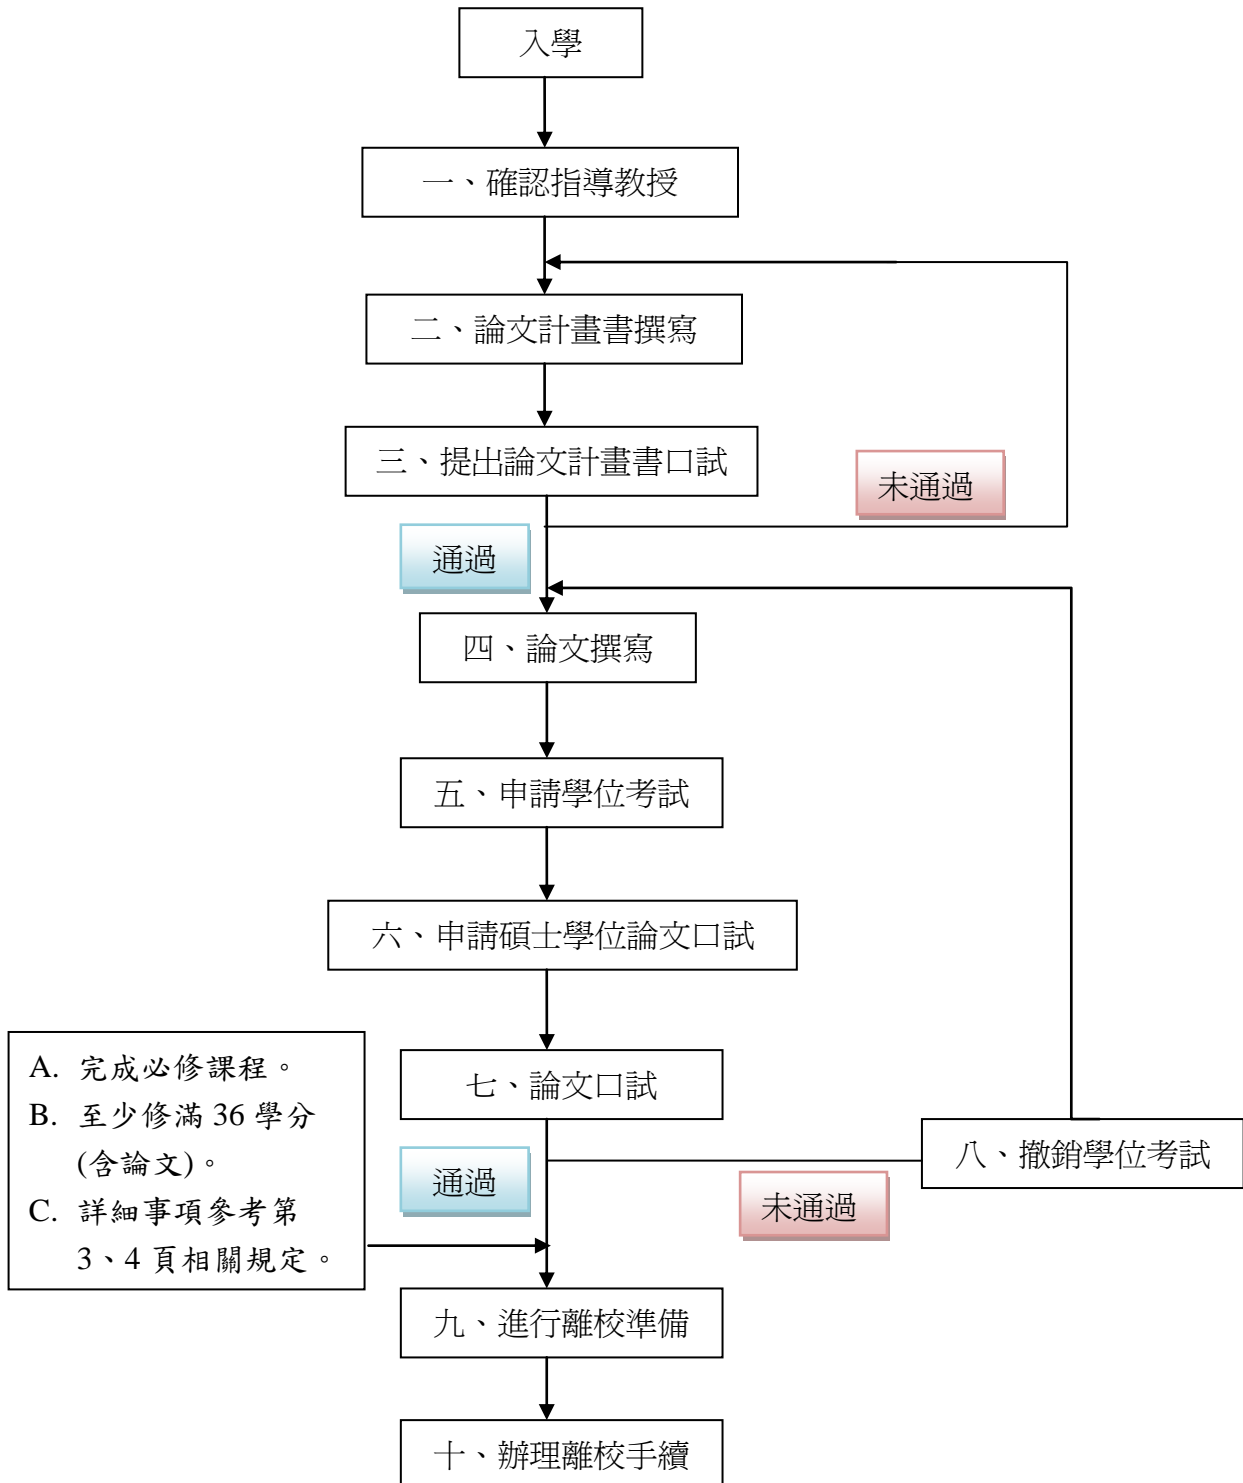 入學
一、確認指導教授
二、論文計畫書撰寫
三、提出論文計畫書口試
未通過
通過
四、論文撰寫
五、申請學位考試
六、申請碩士學位論文口試
A. 完成必修課程。
B. 至少修滿 36 學分
(含論文)。
C. 詳細事項參考第
3、4 頁相關規定。
七、論文口試
八、撤銷學位考試
通過
未通過
九、進行離校準備
十、辦理離校手續